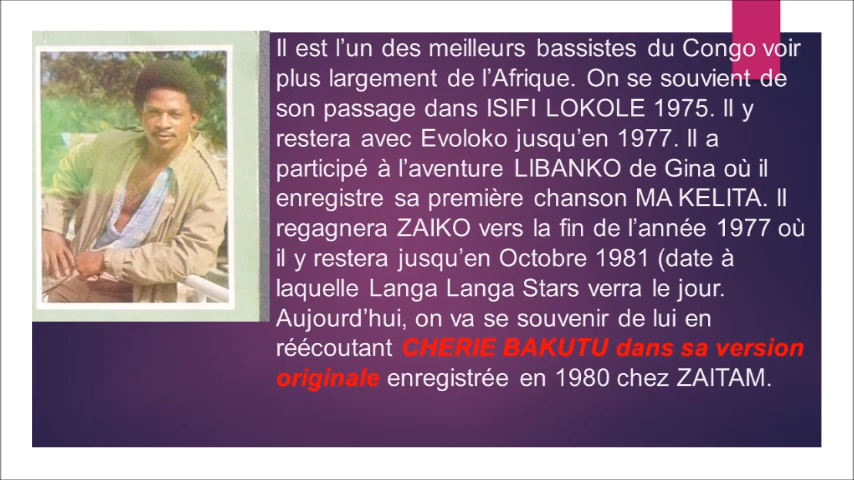 Il est l’un des meilleurs bassistes du Congo voir
plus largement de l’Afrique. On se souvient de
son passage dans ISIFI LOKOLE 1975. Il y
restera avec Evoloko jusqu’en 1977. Il a
participé à l’aventure LIBANKO de Gina où il
enregistre sa première chanson MA KELITA. Il
regagnera ZAIKO vers la fin de l’année 1977 où
il y restera jusqu’en Octobre 1981 (date à
laquelle Langa Langa Stars verra le jour.
Aujourd’hui, on va se souvenir de lui en
réécoutant CHERIE BAKUTU dans sa version
originale enregistrée en 1980 chez ZAITAM.